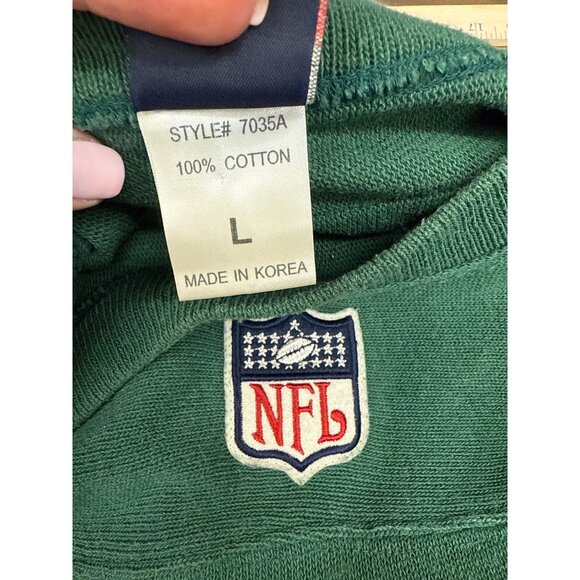 STYLE# 7035A
100% COTTON
L
MADE IN KOREA
NFL